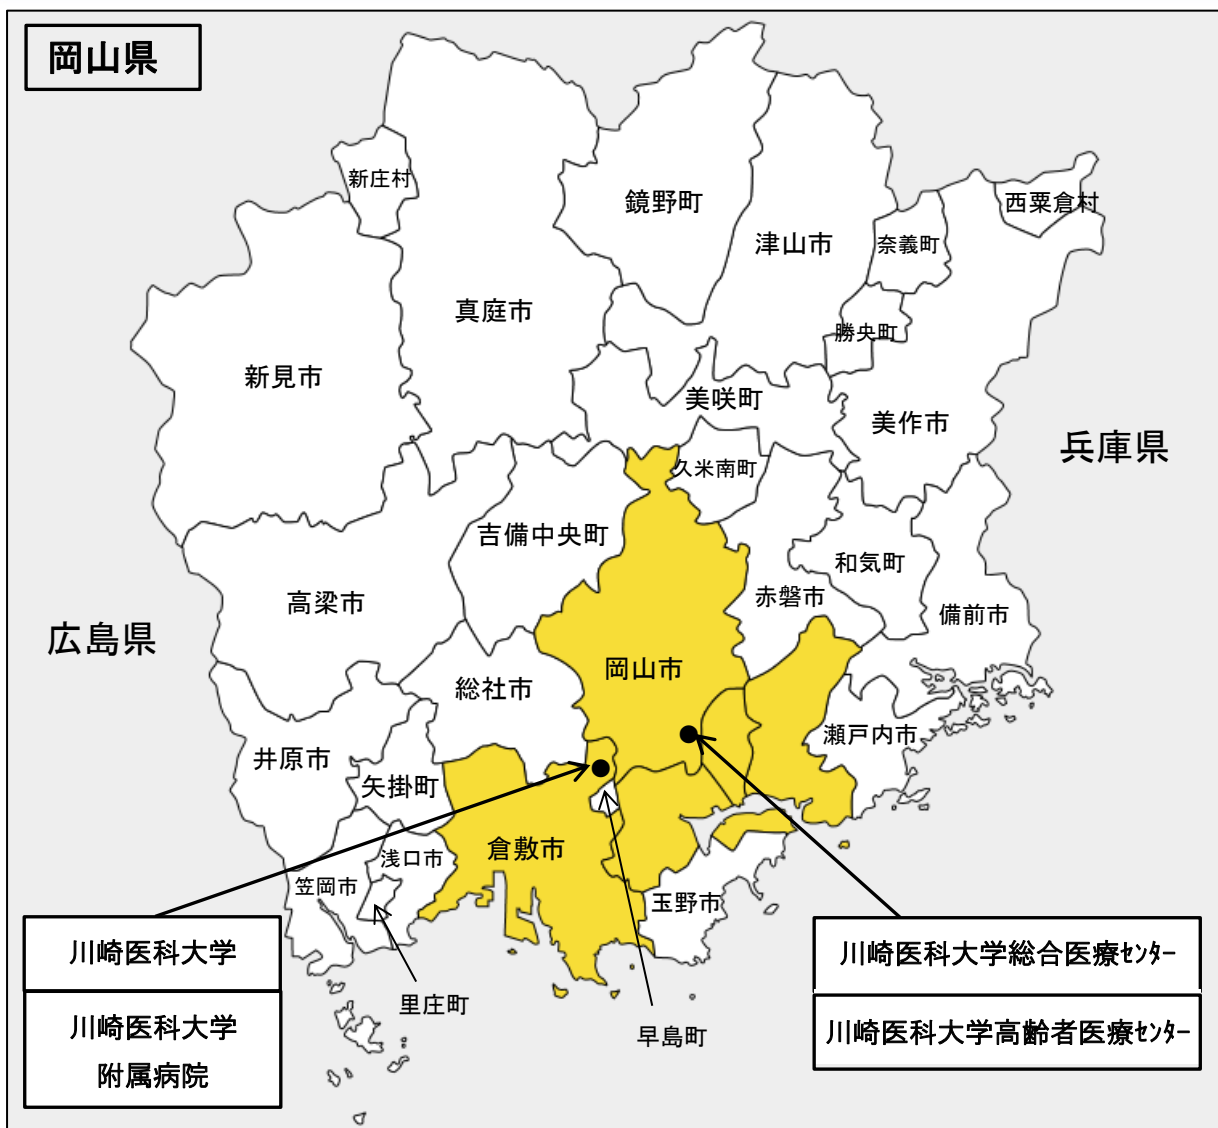 岡山県
新庄村
鏡野町
西粟倉村
津山市
奈義町
真庭市
勝央町
新見市
美咲町
美作市
兵庫県
久米南町
吉備中央町
和気町
高梁市
赤磐市
備前市
広島県
岡山市
総社市
瀬戸内市
井原市
矢掛町
倉敷市
浅口市
笠岡市
玉野市
川崎医科大学
川崎医科大学
附属病院
里庄町
早島町
川崎医科大学総合医療ｾﾝﾀｰ
川崎医科大学高齢者医療ｾﾝﾀｰ